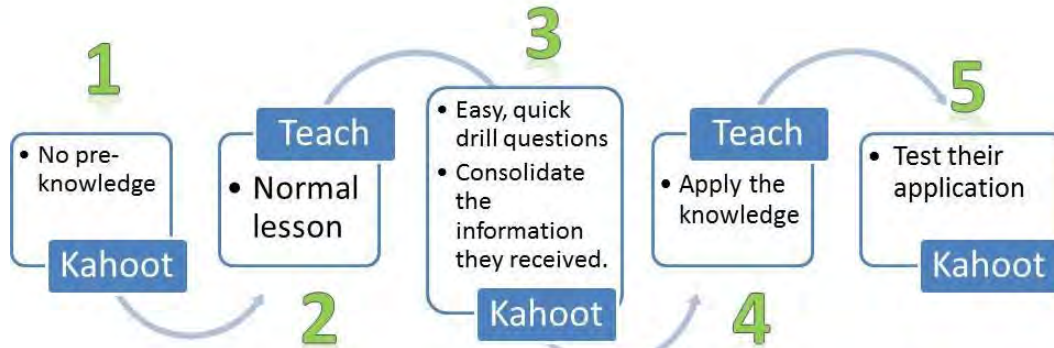 1
• No pre-
knowledge
Kahoot
Teach
• Normal
lesson
2
3
• Easy, quick
drill questions
• Consolidate
the
information
they received.
Kahoot
Teach
• Apply the
knowledge
4
5
• Test their
application
Kahoot